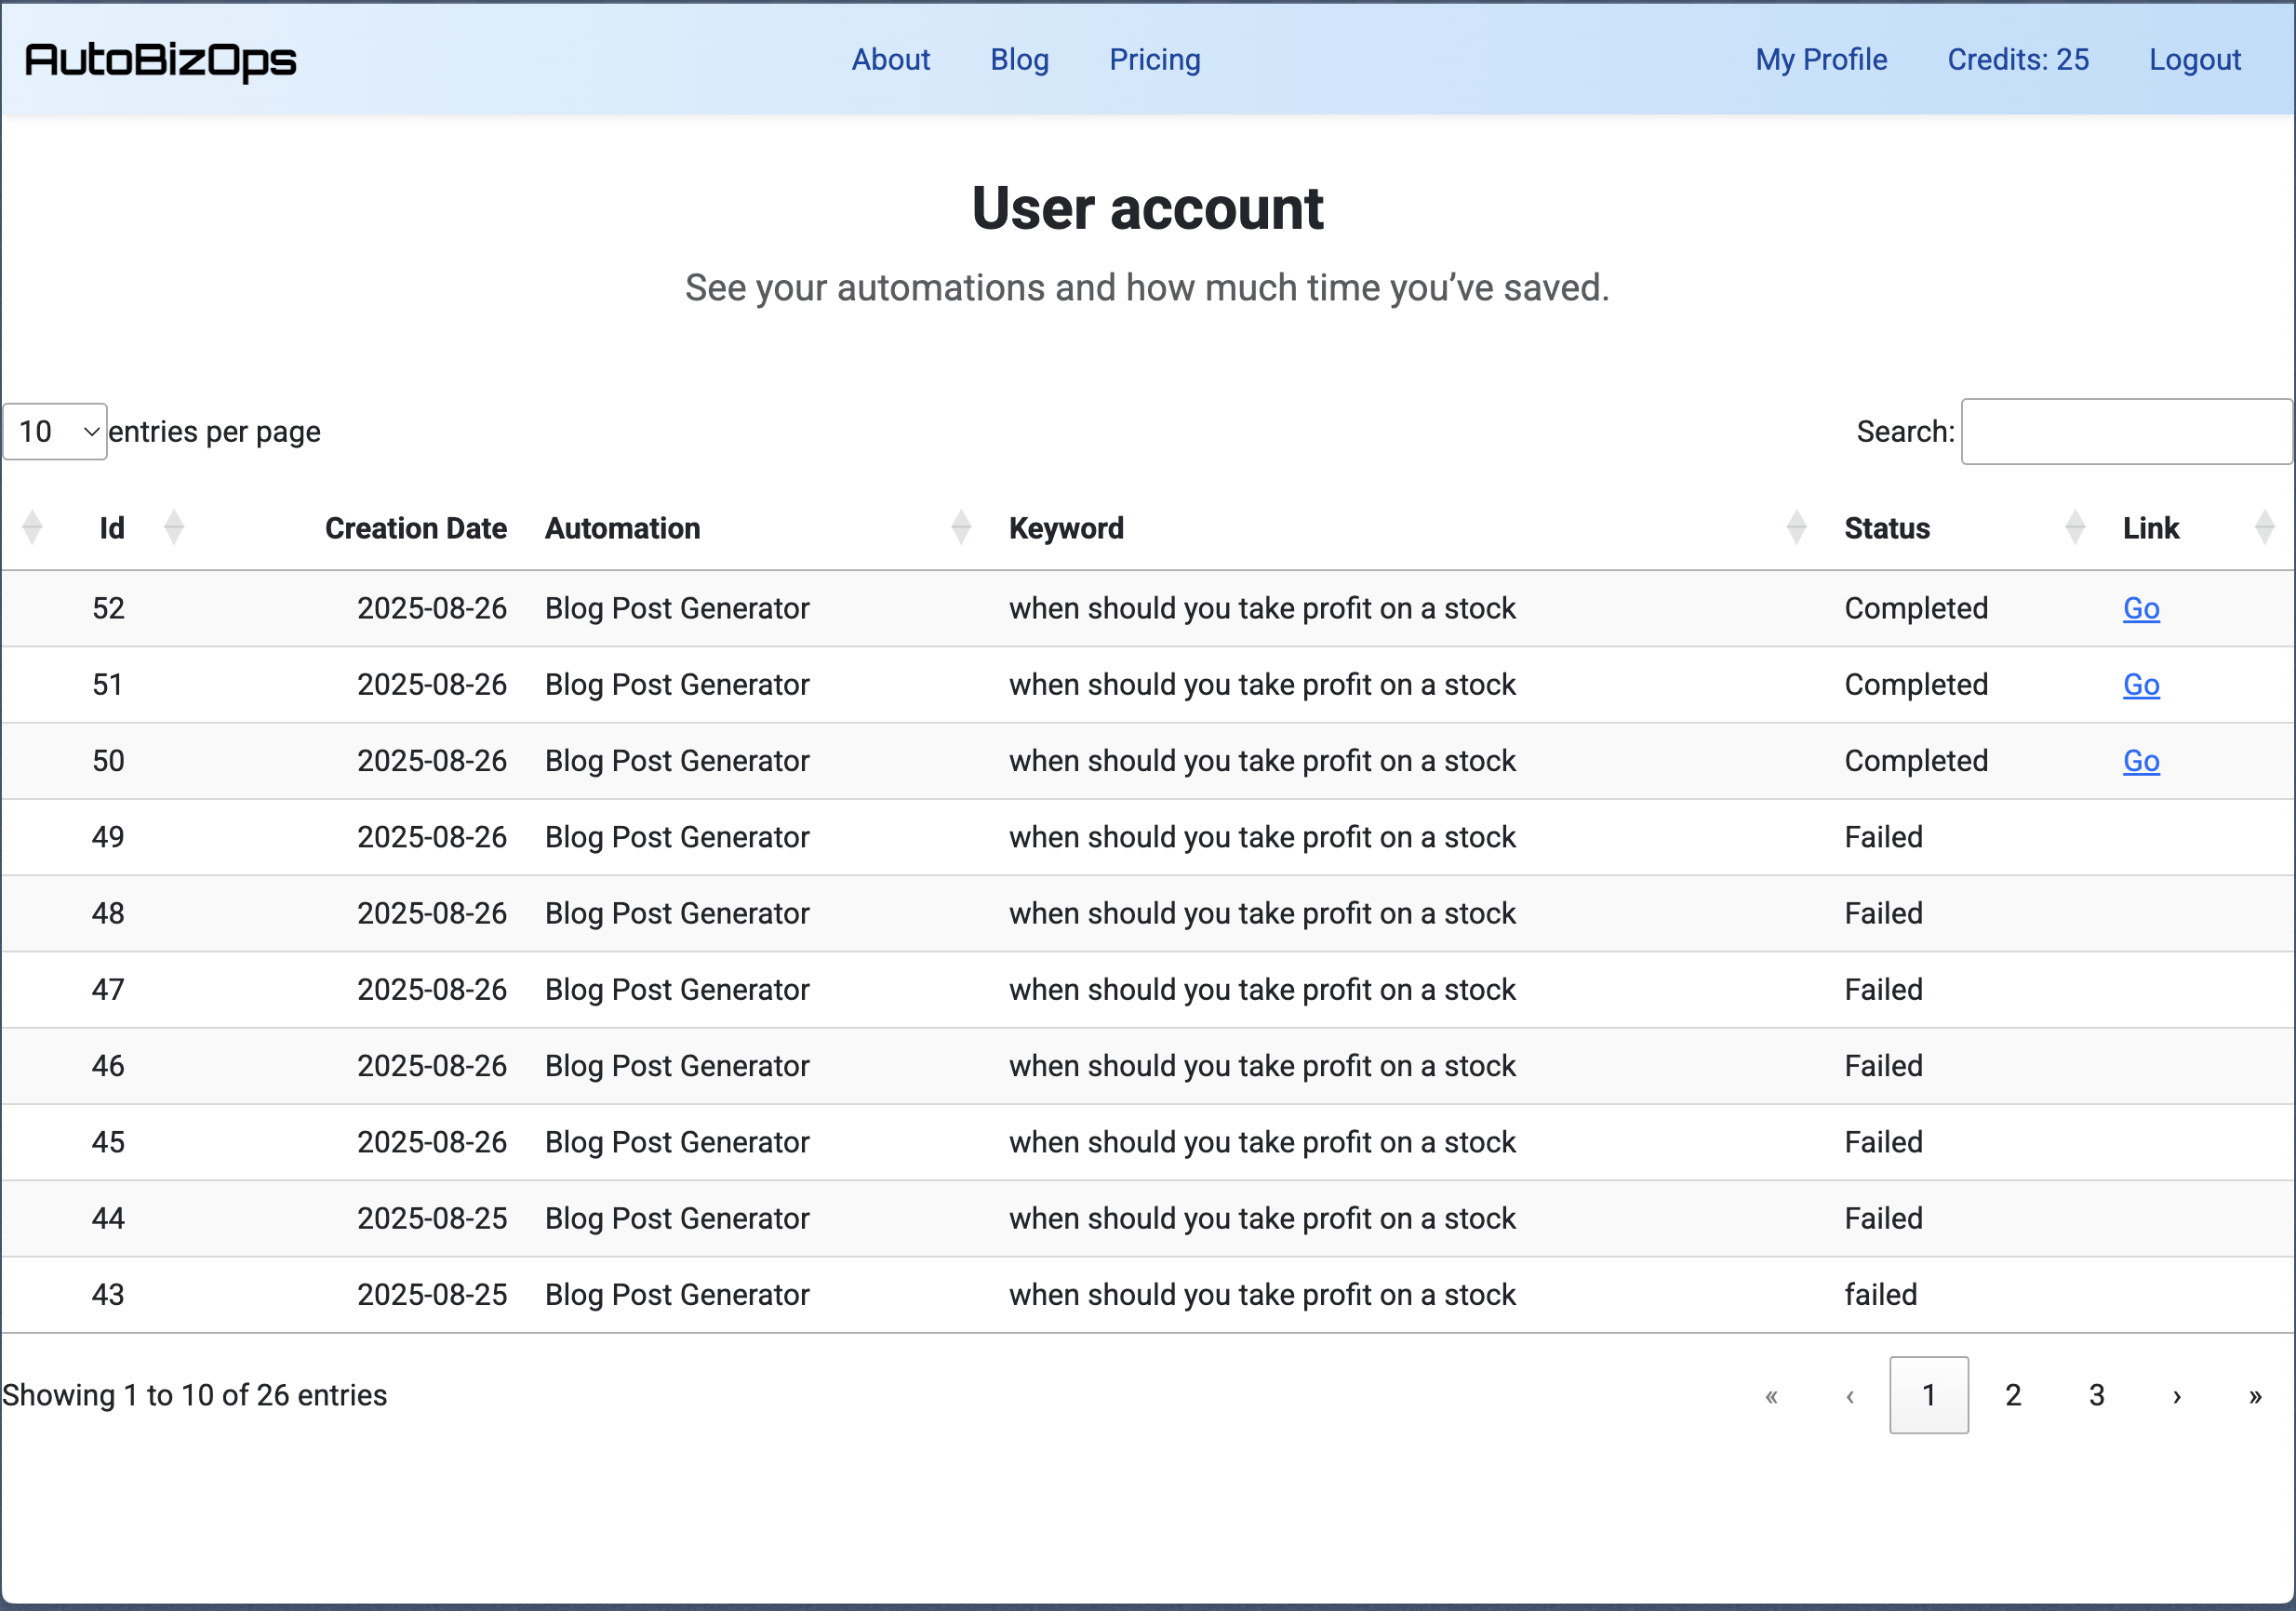 AutoBizOps About Blog Pricing My Profile Credits: 25 Logout
User account
See your automations and how much time you’ve saved.
10 entries per page Search:
Id Creation Date Automation Keyword Status Link
52 2025-08-26 Blog Post Generator when should you take profit on a stock Completed Go
51 2025-08-26 Blog Post Generator when should you take profit on a stock Completed Go
50 2025-08-26 Blog Post Generator when should you take profit on a stock Completed Go
49 2025-08-26 Blog Post Generator when should you take profit on a stock Failed
48 2025-08-26 Blog Post Generator when should you take profit on a stock Failed
47 2025-08-26 Blog Post Generator when should you take profit on a stock Failed
46 2025-08-26 Blog Post Generator when should you take profit on a stock Failed
45 2025-08-26 Blog Post Generator when should you take profit on a stock Failed
44 2025-08-25 Blog Post Generator when should you take profit on a stock Failed
43 2025-08-25 Blog Post Generator when should you take profit on a stock failed
Showing 1 to 10 of 26 entries « ‹ 1 2 3 › »